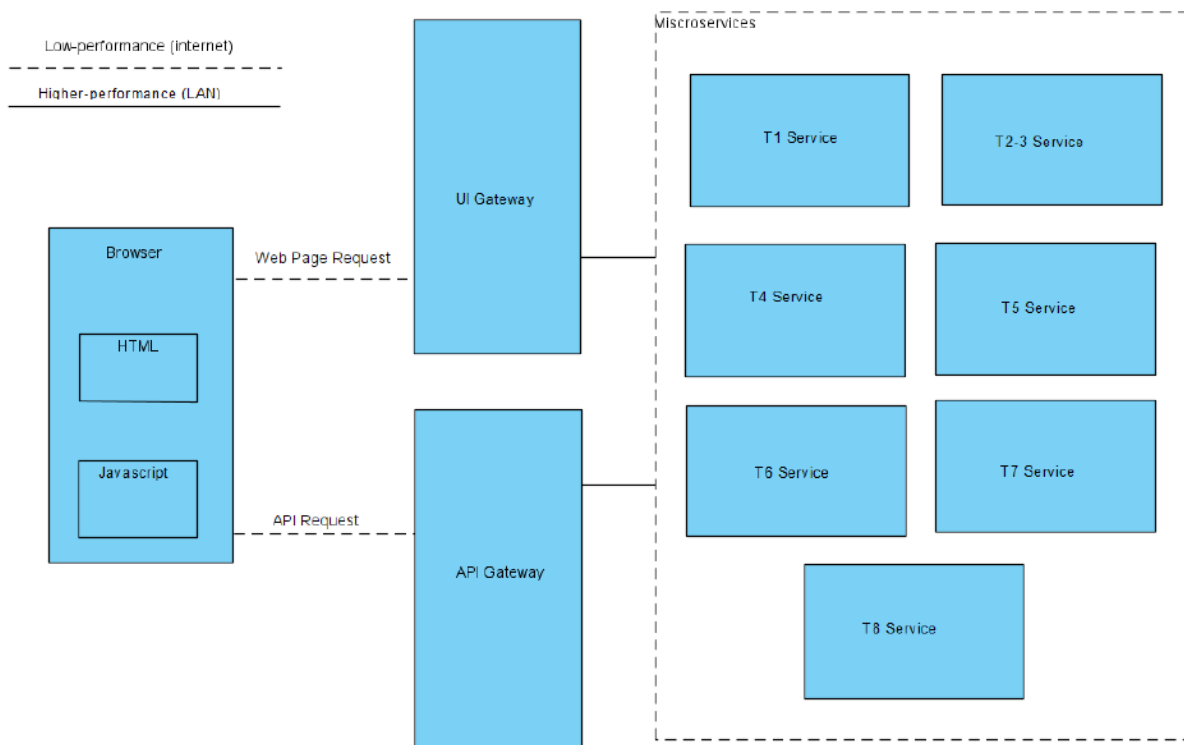 Low-performance (internet)
Higher-performance (LAN)
Browser
HTML
Javascript
Web Page Request
API Request
UI Gateway
API Gateway
Miscroservices
T1 Service
T2-3 Service
T4 Service
T5 Service
T6 Service
T7 Service
T8 Service